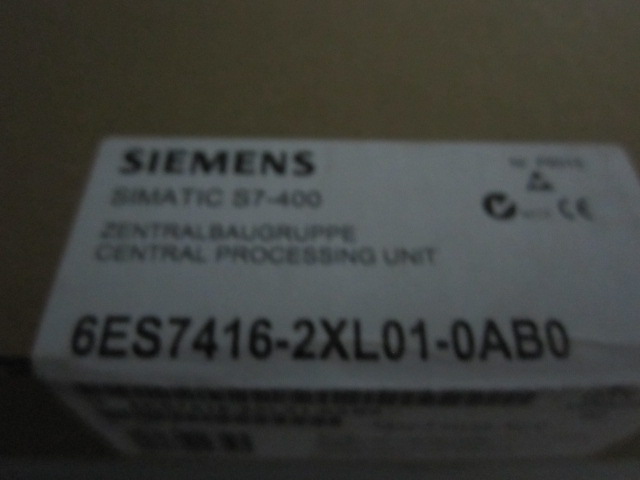 SIEMENS
SIMATIC S7-400
ZENTRALBAUGRUPPE
CENTRAL PROCESSING UNIT
6ES7416-2XL01-0AB0